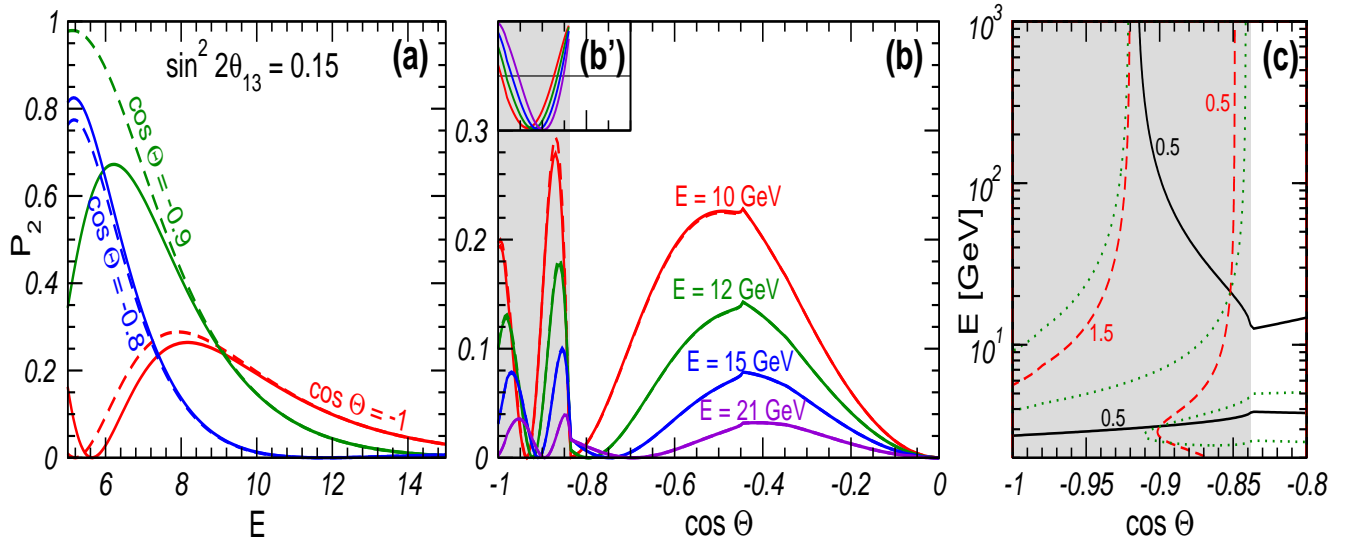 (a)
sin² 2θ₁₃ = 0.15
cos Θ = -0.9
cos Θ = -0.8
cos Θ = -1
P₂
0
0.2
0.4
0.6
0.8
1
6
8
10
12
14
E
(b')
(b)
E = 10 GeV
E = 12 GeV
E = 15 GeV
E = 21 GeV
0
0.1
0.2
0.3
-1
-0.8
-0.6
-0.4
-0.2
0
cos Θ
(c)
0.5
0.5
1.5
0.5
E [GeV]
10³
10²
10¹
-1
-0.95
-0.9
-0.85
-0.8
cos Θ